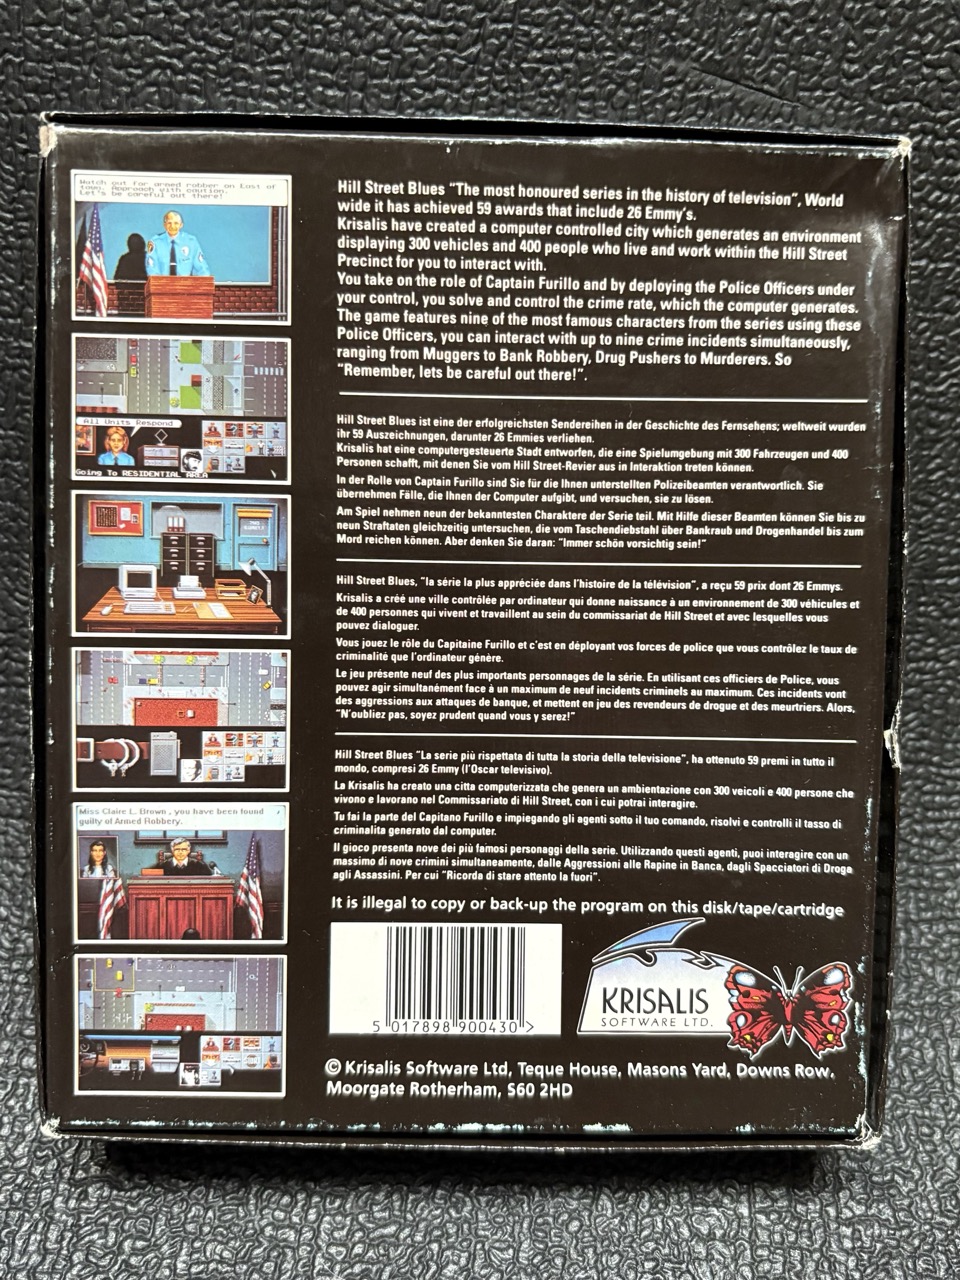 Watch out for armed robber on East of
town. Approach with caution.
Let's be careful out there!
All Units Respond
Going To RESIDENTIAL AREA
Miss Claire L. Brown, you have been found
guilty of Armed Robbery.
Hill Street Blues "The most honoured series in the history of television", World
wide it has achieved 59 awards that include 26 Emmy's.
Krisalis have created a computer controlled city which generates an environment
displaying 300 vehicles and 400 people who live and work within the Hill Street
Precinct for you to interact with.
You take on the role of Captain Furillo and by deploying the Police Officers under
your control, you solve and control the crime rate, which the computer generates.
The game features nine of the most famous characters from the series using these
Police Officers, you can interact with up to nine crime incidents simultaneously,
ranging from Muggers to Bank Robbery, Drug Pushers to Murderers. So
"Remember, lets be careful out there!".
Hill Street Blues ist eine der erfolgreichsten Sendereihen in der Geschichte des Fernsehens; weltweit wurden
ihr 59 Auszeichnungen, darunter 26 Emmies verliehen.
Krisalis hat eine computergesteuerte Stadt entworfen, die eine Spielumgebung mit 300 Fahrzeugen und 400
Personen schafft, mit denen Sie vom Hill Street-Revier aus in Interaktion treten können.
In der Rolle von Captain Furillo sind Sie für die Ihnen unterstellten Polizeibeamten verantwortlich. Sie
übernehmen Fälle, die Ihnen der Computer aufgibt, und versuchen, sie zu lösen.
Am Spiel nehmen neun der bekanntesten Charaktere der Serie teil. Mit Hilfe dieser Beamten können Sie bis zu
neun Straftaten gleichzeitig untersuchen, die vom Taschendiebstahl über Bankraub und Drogenhandel bis zum
Mord reichen können. Aber denken Sie daran: "Immer schön vorsichtig sein!"
Hill Street Blues, "la série la plus appréciée dans l'histoire de la télévision", a reçu 59 prix dont 26 Emmys.
Krisalis a créé une ville contrôlée par ordinateur qui donne naissance à un environement de 300 véhicules et
de 400 personnes qui vivent et travaillent au sein du commissariat de Hill Street et avec lesquelles vous
pouvez dialoguer.
Vous jouez le rôle du Capitaine Furillo et c'est en déployant vos forces de police que vous contrôlez le taux de
criminalité que l'ordinateur génère.
Le jeu présente neuf des plus importants personnages de la série. En utilisant ces officiers de Police, vous
pouvez agir simultanément face à un maximum de neuf incidents criminels au maximum. Ces incidents vont
des aggressions aux attaques de banque, et mettent en jeu des revendeurs de drogue et des meurtriers. Alors,
"N'oubliez pas, soyez prudent quand vous y serez!"
Hill Street Blues "La serie più rispettata di tutta la storia della televisione", ha ottenuto 59 premi in tutto il
mondo, compresi 26 Emmy (l'Oscar televisivo).
La Krisalis ha creato una citta computerizzata che genera un ambientazione con 300 veicoli e 400 persone che
vivono e lavorano nel Commissariato di Hill Street, con i cui potrai interagire.
Tu fai la parte del Capitano Furillo e impiegando gli agenti sotto il tuo comando, risolvi e controlli il tasso di
criminalita generato dal computer.
Il gioco presenta nove dei più famosi personaggi della serie. Utilizzando questi agenti, puoi interagire con un
massimo di nove crimini simultaneamente, dalle Aggressioni alle Rapine in Banca, dagli Spacciatori di Droga
agli Assassini. Per cui "Ricorda di stare attento la fuori".
It is illegal to copy or back-up the program on this disk/tape/cartridge
5 017898 900430 >
KRISALIS
SOFTWARE LTD.
© Krisalis Software Ltd, Teque House, Masons Yard, Downs Row,
Moorgate Rotherham, S60 2HD